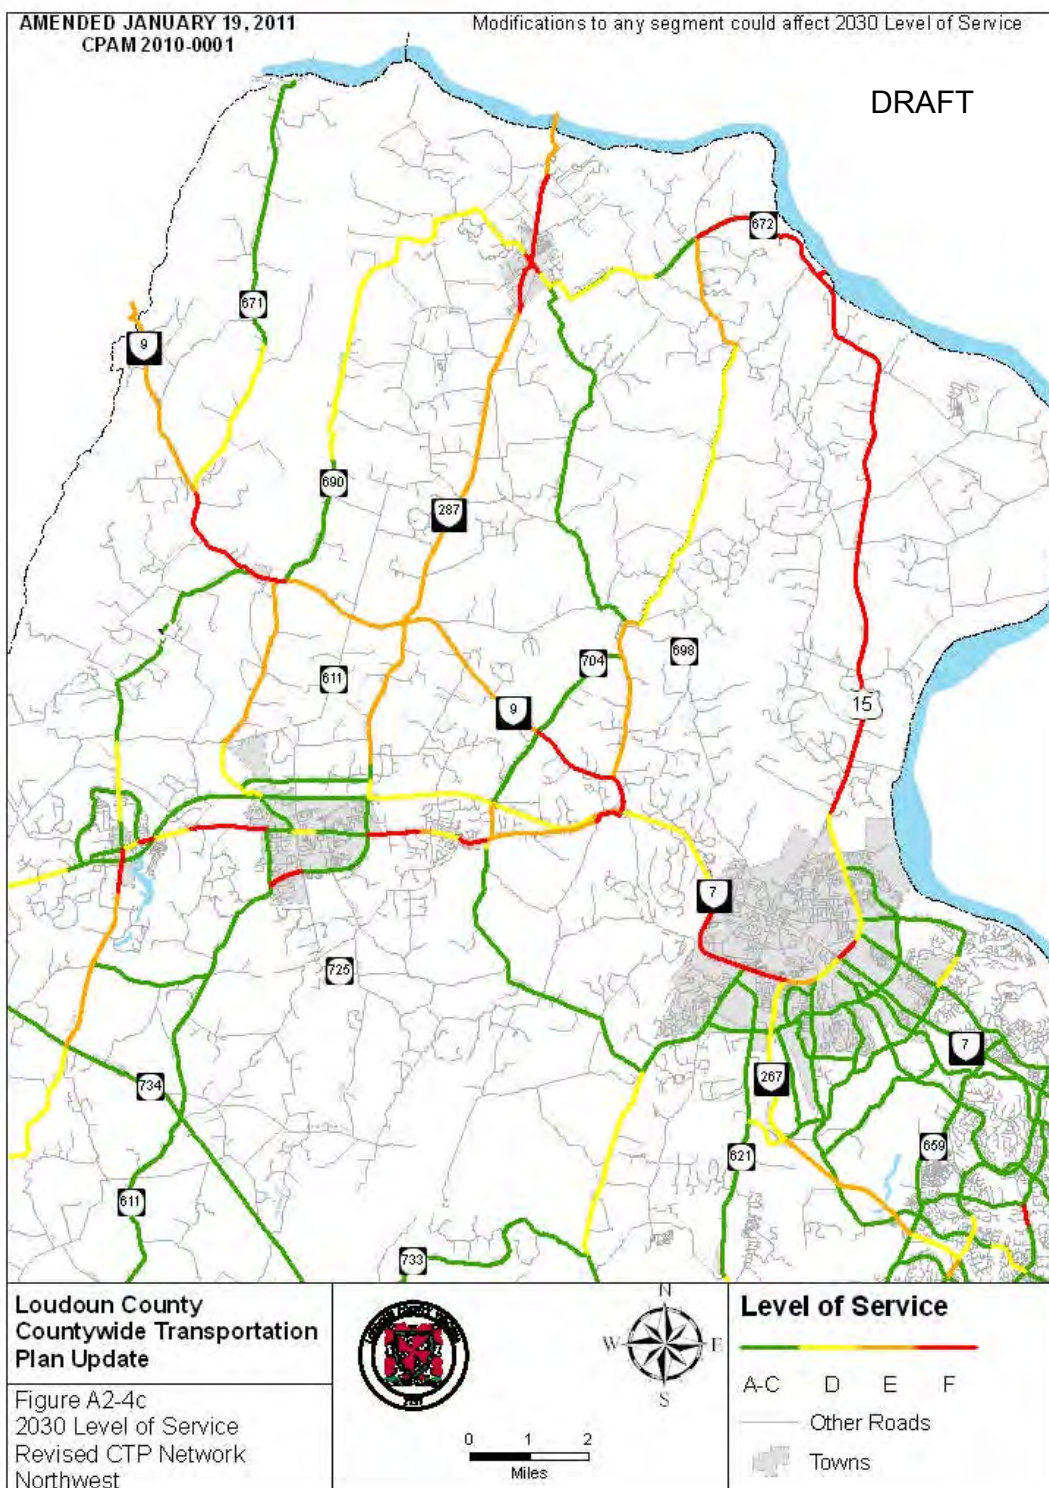 AMENDED JANUARY 19, 2011
CPAM 2010-0001
Modifications to any segment could affect 2030 Level of Service
DRAFT
672
671
9
690
287
698
704
611
9
15
7
725
7
734
267
621
659
611
733
Loudoun County
Countywide Transportation
Plan Update
Figure A2-4c
2030 Level of Service
Revised CTP Network
Northwest
N
W E
S
0 1 2
Miles
Level of Service
A-C D E F
Other Roads
Towns